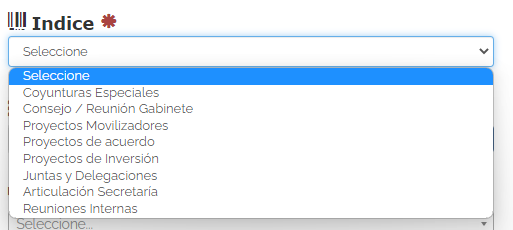 Indice
Seleccione
Seleccione
Coyunturas Especiales
Consejo / Reunión Gabinete
Proyectos Movilizadores
Proyectos de acuerdo
Proyectos de Inversión
Juntas y Delegaciones
Articulación Secretaría
Reuniones Internas
Seleccione...